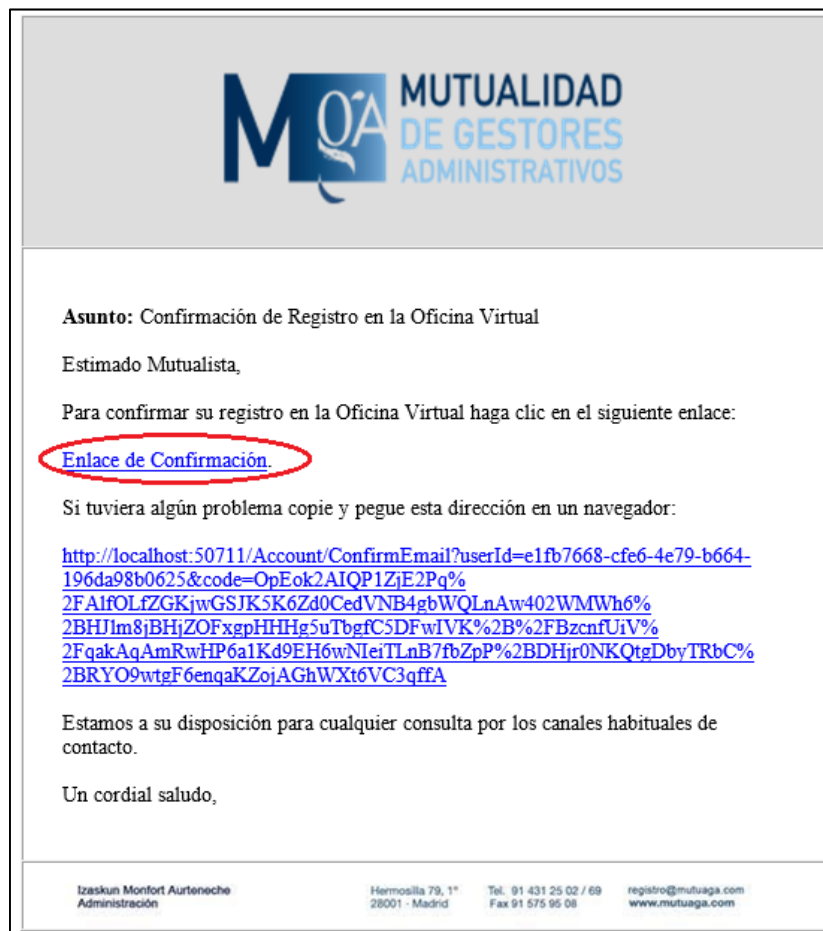 MgA MUTUALIDAD
DE GESTORES
ADMINISTRATIVOS
Asunto: Confirmación de Registro en la Oficina Virtual
Estimado Mutualista,
Para confirmar su registro en la Oficina Virtual haga clic en el siguiente enlace:
Enlace de Confirmación.
Si tuviera algún problema copie y pegue esta dirección en un navegador:
http://localhost:50711/Account/ConfirmEmail?userId=e1fb7668-cfe6-4e79-b664-
196da98b0625&code=OpEok2AIQP1ZjE2Pq%
2FAlfOLfZGKjwGSJK5K6Zd0CedVNB4gbWQLnAw402WMWh6%
2BHJlm8jBHjZOFxgpHHHg5uTbgfC5DFwIVK%2B%2FBzcnfUiV%
2FqakAqAmRwHP6a1Kd9EH6wNIeiTLnB7fbZpP%2BDHjr0NKQtgDbyTRbC%
2BRYO9wtgF6enqaKZojAGhWXt6VC3qffA
Estamos a su disposición para cualquier consulta por los canales habituales de
contacto.
Un cordial saludo,
Izaskun Monfort Aurteneche
Administración
Hermosilla 79, 1º
28001 - Madrid
Tel. 91 431 25 02 / 69
Fax 91 575 95 08
registro@mutuaga.com
www.mutuaga.com